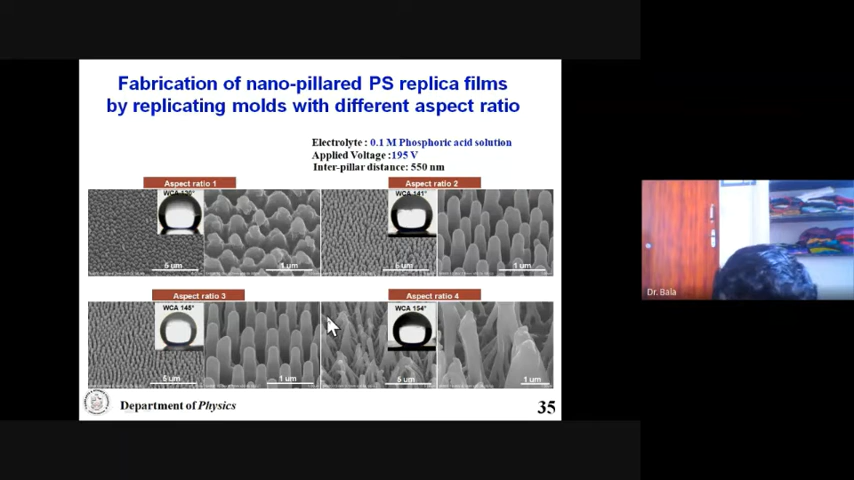 Fabrication of nano-pillared PS replica films
by replicating molds with different aspect ratio
Electrolyte : 0.1 M Phosphoric acid solution
Applied Voltage :195 V
Inter-pillar distance: 550 nm
Aspect ratio 1
Aspect ratio 2
WCA 141°
5 um
1 um
5 um
1 um
Aspect ratio 3
Aspect ratio 4
WCA 145°
WCA 154°
5 um
1 um
5 um
1 um
Department of Physics
35
Dr. Bala